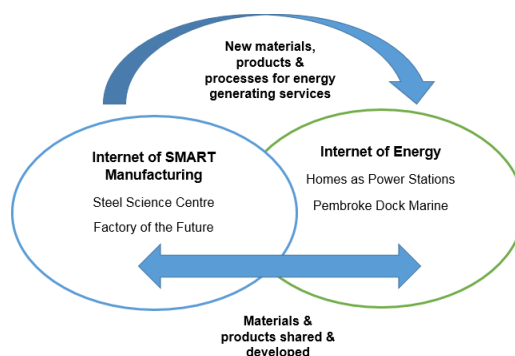 New materials,
products &
processes for energy
generating services
Internet of SMART
Manufacturing
Steel Science Centre
Factory of the Future
Internet of Energy
Homes as Power Stations
Pembroke Dock Marine
Materials &
products shared &
developed